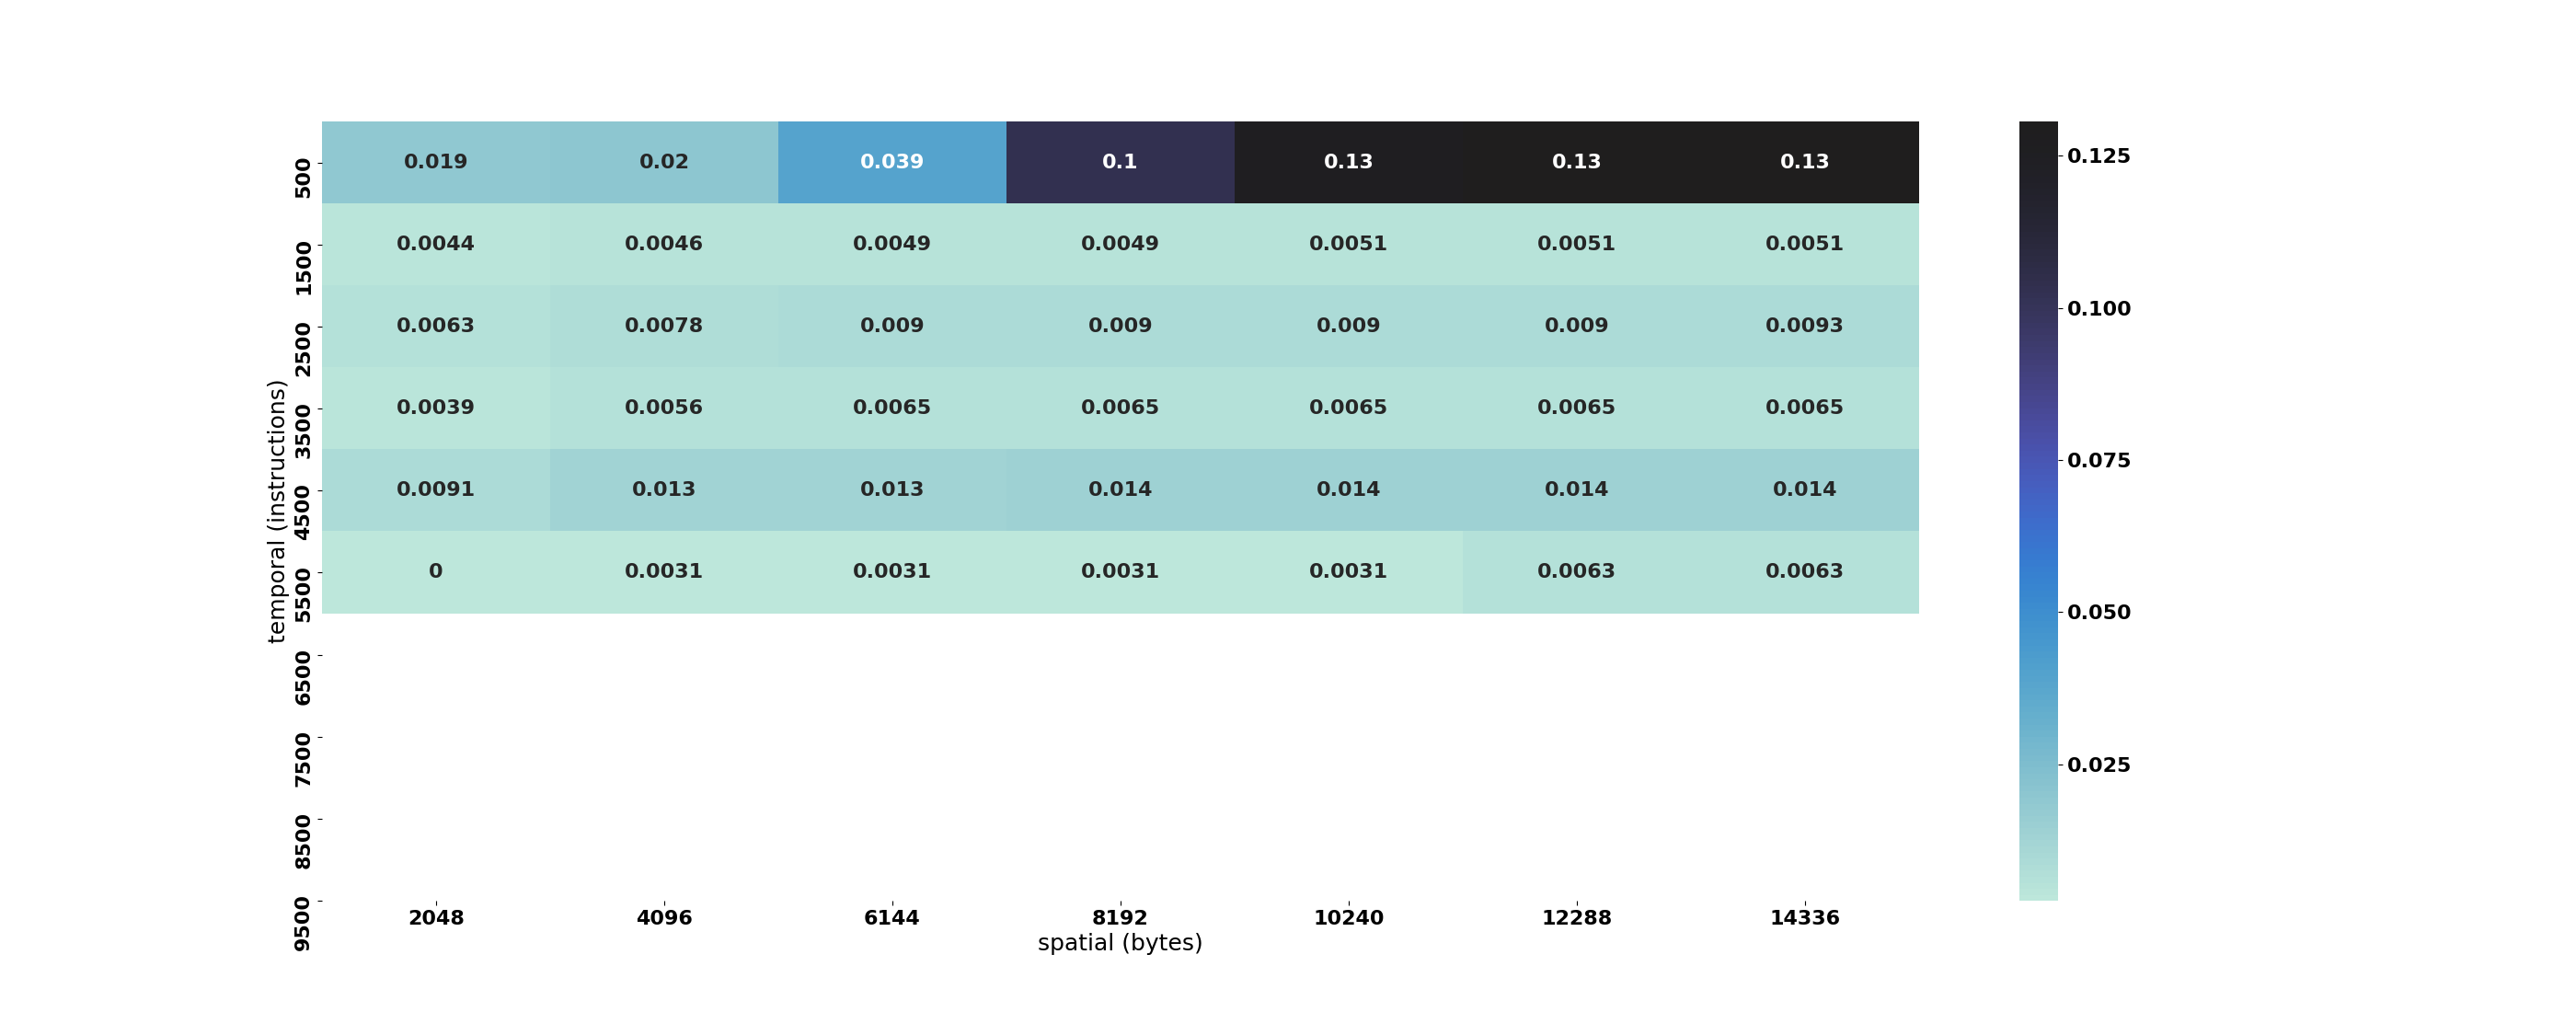 temporal (instructions)
500 0.019 0.02 0.039 0.1 0.13 0.13 0.13
1500 0.0044 0.0046 0.0049 0.0049 0.0051 0.0051 0.0051
2500 0.0063 0.0078 0.009 0.009 0.009 0.009 0.0093
3500 0.0039 0.0056 0.0065 0.0065 0.0065 0.0065 0.0065
4500 0.0091 0.013 0.013 0.014 0.014 0.014 0.014
5500 0 0.0031 0.0031 0.0031 0.0031 0.0063 0.0063
6500
7500
8500
9500
2048 4096 6144 8192 10240 12288 14336
spatial (bytes)
0.125
0.100
0.075
0.050
0.025